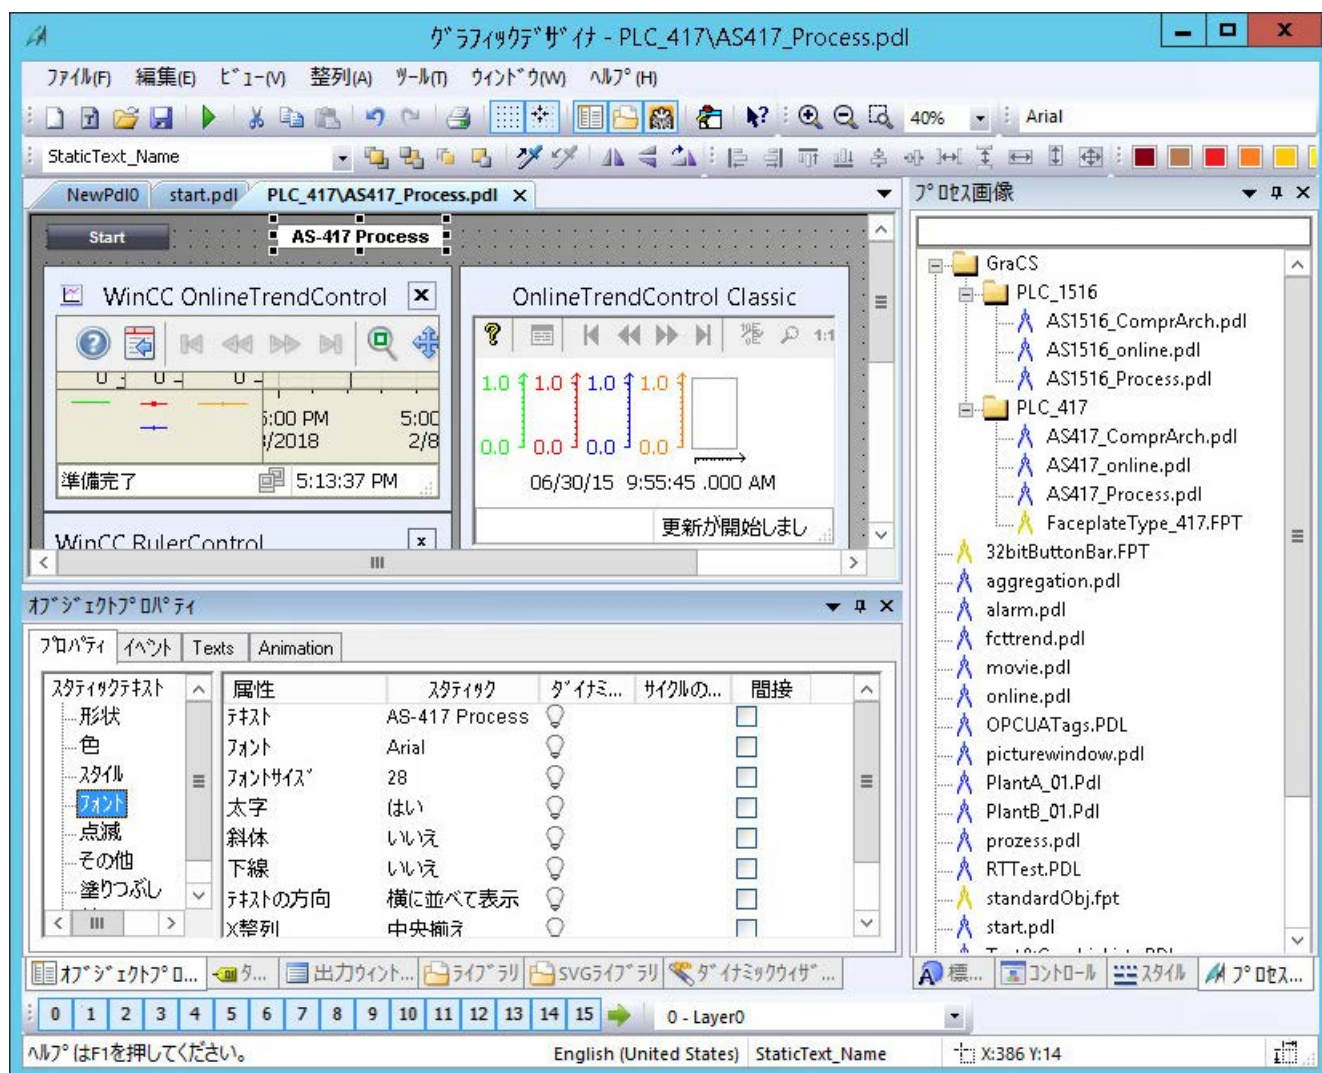 グラフィックデザイナ - PLC_417\AS417_Process.pdl
ファイル(F) 編集(E) ビュー(V) 整列(A) ツール(T) ウィンドウ(W) ヘルプ(H)
40% Arial
StaticText_Name
NewPdl0 start.pdl PLC_417\AS417_Process.pdl
Start AS-417 Process
WinCC OnlineTrendControl
5:00 PM 5:00
/2018 2/8
準備完了 5:13:37 PM
WinCC RulerControl
OnlineTrendControl Classic
1:1
1.0 1.0 1.0 1.0
0.0 0.0 0.0 0.0
06/30/15 9:55:45 .000 AM
更新が開始しまし
プロセス画像
GraCS
PLC_1516
AS1516_ComprArch.pdl
AS1516_online.pdl
AS1516_Process.pdl
PLC_417
AS417_ComprArch.pdl
AS417_online.pdl
AS417_Process.pdl
FaceplateType_417.FPT
32bitButtonBar.FPT
aggregation.pdl
alarm.pdl
fcttrend.pdl
movie.pdl
online.pdl
OPCUATags.PDL
picturewindow.pdl
PlantA_01.Pdl
PlantB_01.Pdl
prozess.pdl
RTTest.PDL
standardObj.fpt
start.pdl
標... コントロール スタイル プロセス...
オブジェクトプロパティ
プロパティ イベント Texts Animation
スタティックテキスト
形状
色
スタイル
フォント
点滅
その他
塗りつぶし
属性 スタティック ダイナミ... サイクルの... 間接
テキスト AS-417 Process
フォント Arial
フォントサイズ 28
太字 はい
斜体 いいえ
下線 いいえ
テキストの方向 横に並べて表示
X整列 中央揃え
オブジェクトプロ... タ... 出力ウィント... ライブラリ SVGライブラリ ダイナミックウィザ...
0 1 2 3 4 5 6 7 8 9 10 11 12 13 14 15 0 - Layer0
ヘルプはF1を押してください。 English (United States) StaticText_Name X:386 Y:14